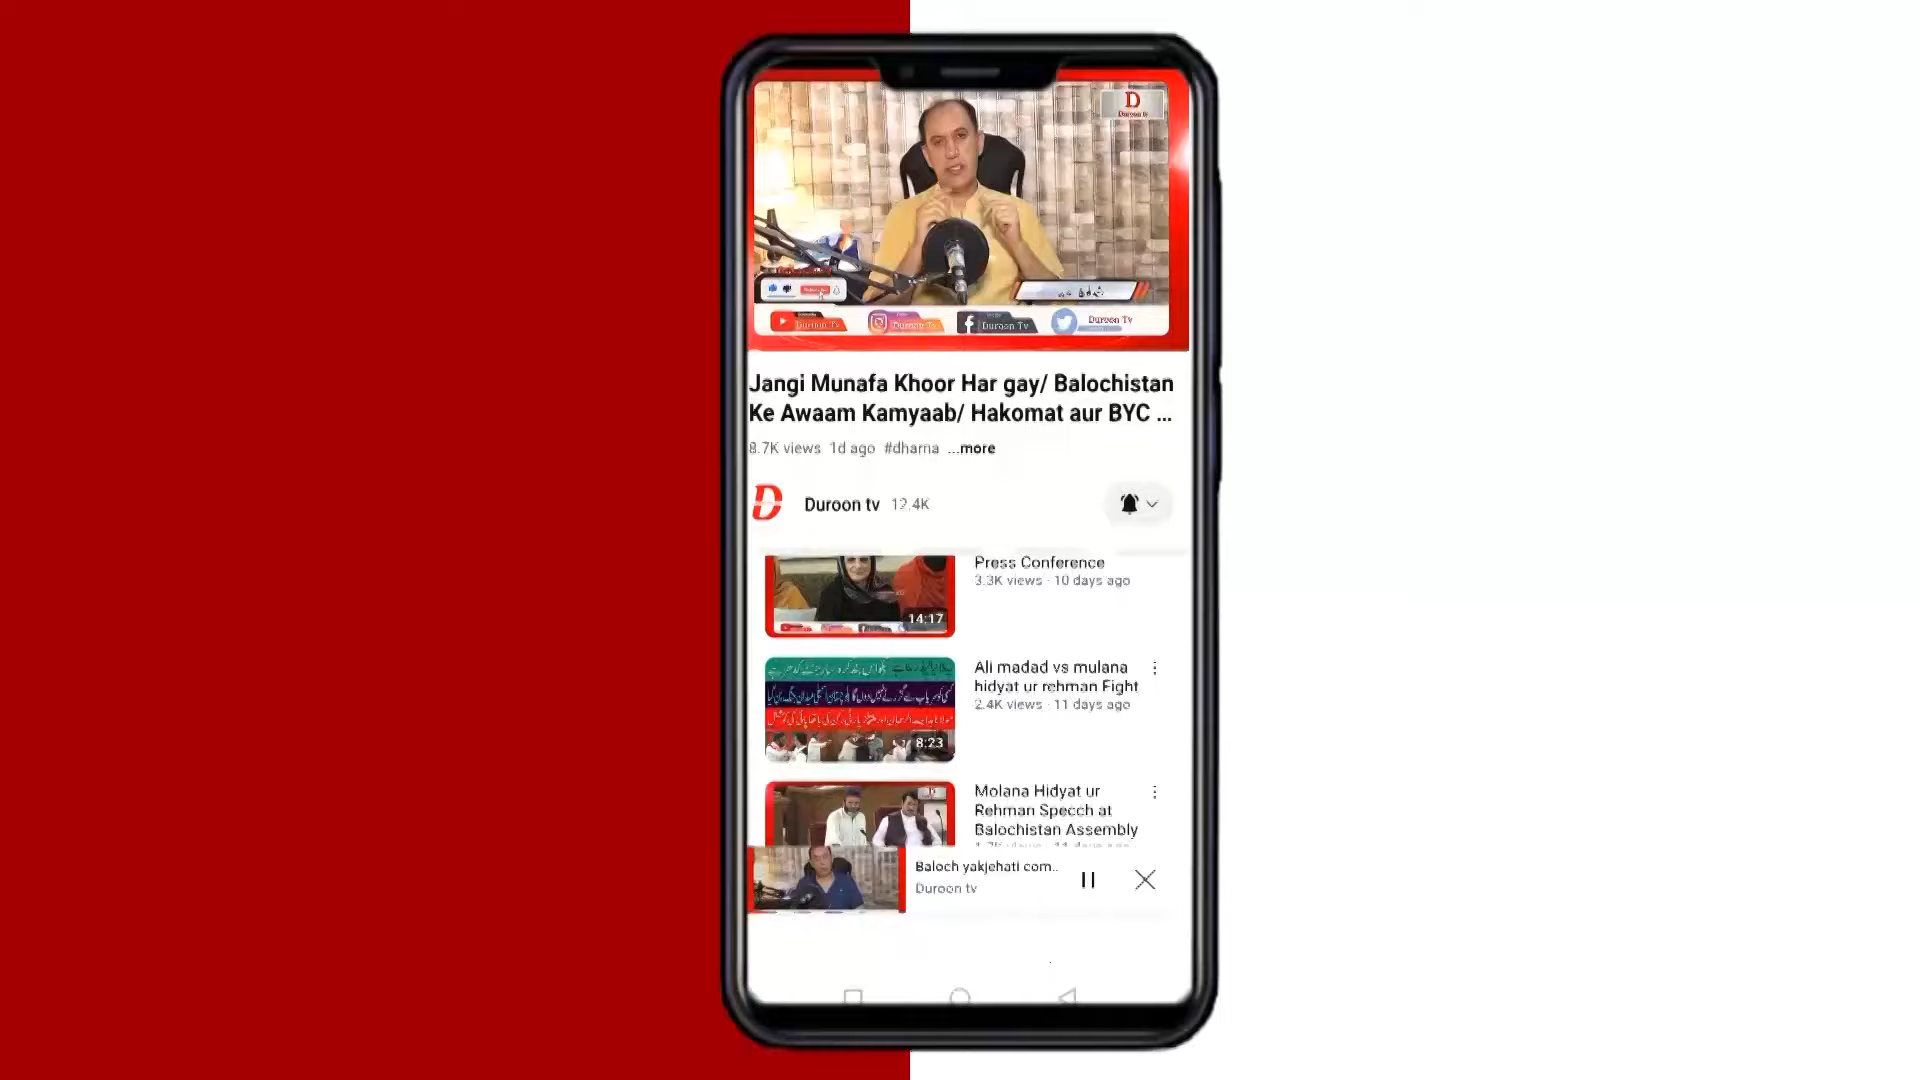 D
Duroon tv
Duroon Tv
Duroon Tv
Duroon Tv
Duroon Tv
Jangi Munafa Khoor Har gay/ Balochistan
Ke Awaam Kamyaab/ Hakomat aur BYC ...
8.7K views 1d ago #dharna ...more
D
Duroon tv 12.4K
Press Conference
3.3K views · 10 days ago
14:17
Ali madad vs mulana
hidyat ur rehman Fight
2.4K views · 11 days ago
8:23
Molana Hidyat ur
Rehman Speech at
Balochistan Assembly
Baloch yakjehati com..
Duroon tv